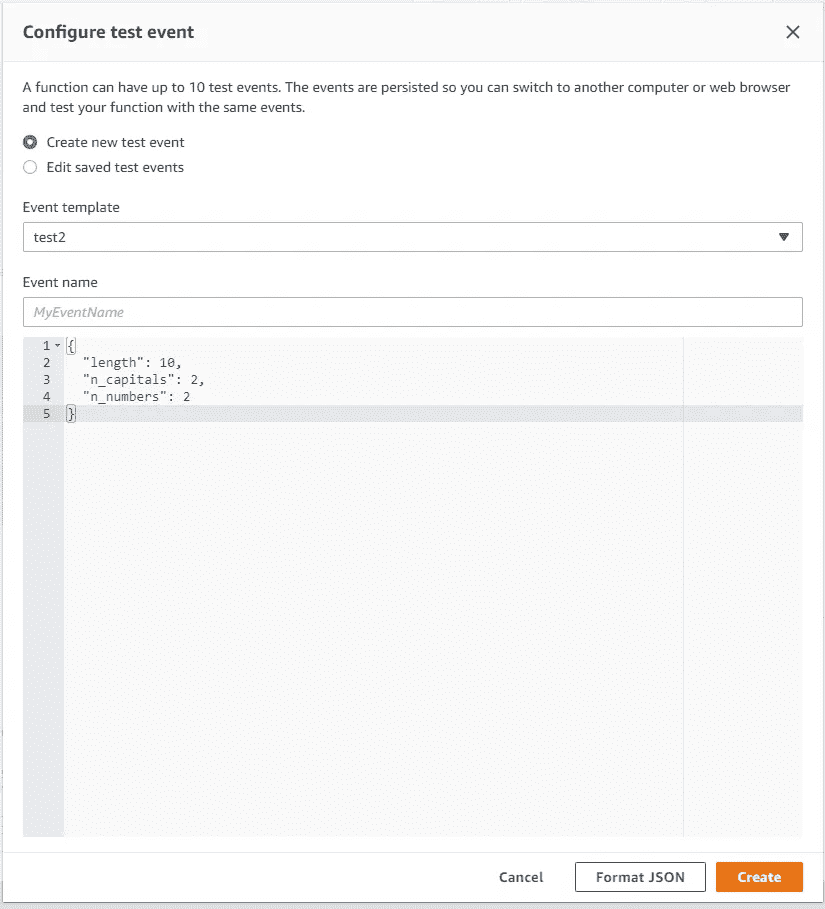 Configure test event
A function can have up to 10 test events. The events are persisted so you can switch to another computer or web browser
and test your function with the same events.
Create new test event
Edit saved test events
Event template
test2
Event name
MyEventName
1 {
2 "length": 10,
3 "n_capitals": 2,
4 "n_numbers": 2
5 }
Cancel Format JSON Create